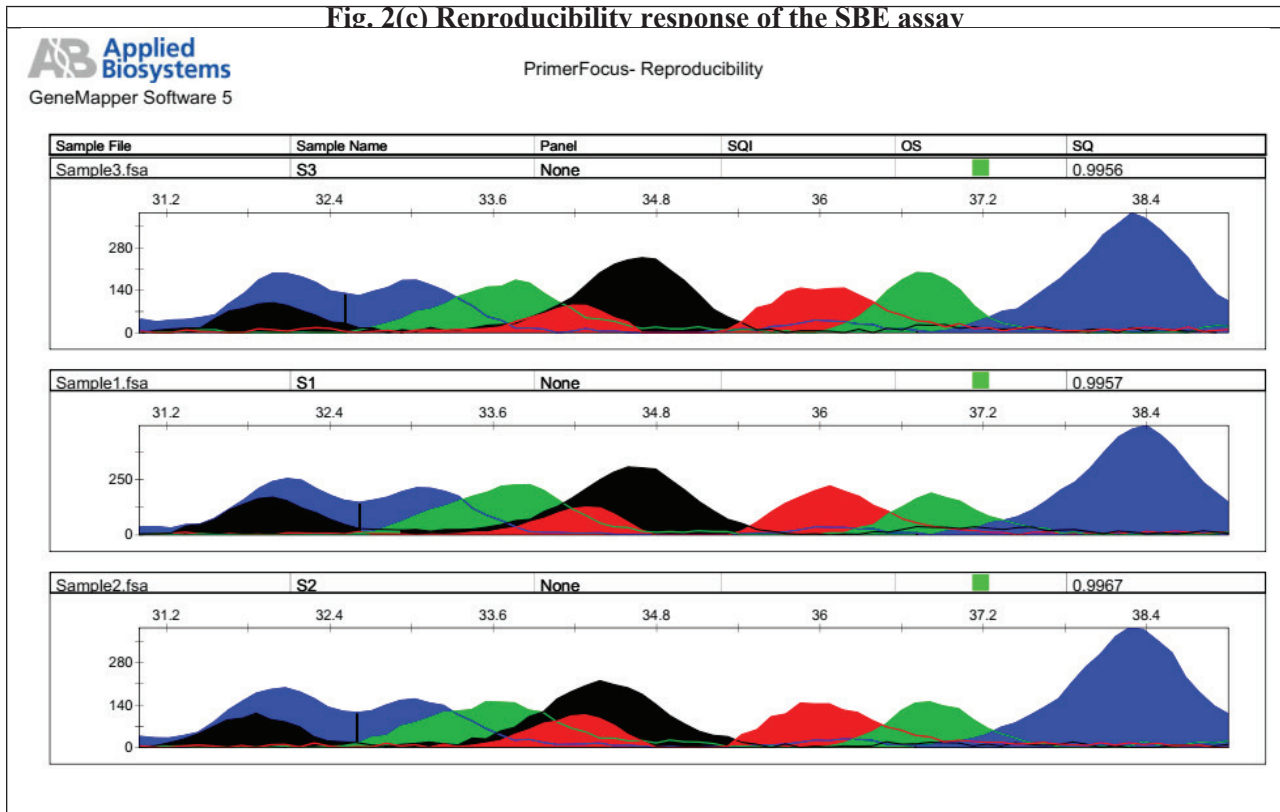 Fig. 2(c) Reproducibility response of the SBE assay
AB Applied
Biosystems
GeneMapper Software 5
PrimerFocus- Reproducibility
Sample File Sample Name Panel SQI OS SQ
Sample3.fsa S3 None 0.9956
31.2 32.4 33.6 34.8 36 37.2 38.4
280
140
0
Sample1.fsa S1 None 0.9957
31.2 32.4 33.6 34.8 36 37.2 38.4
250
0
Sample2.fsa S2 None 0.9967
31.2 32.4 33.6 34.8 36 37.2 38.4
280
140
0